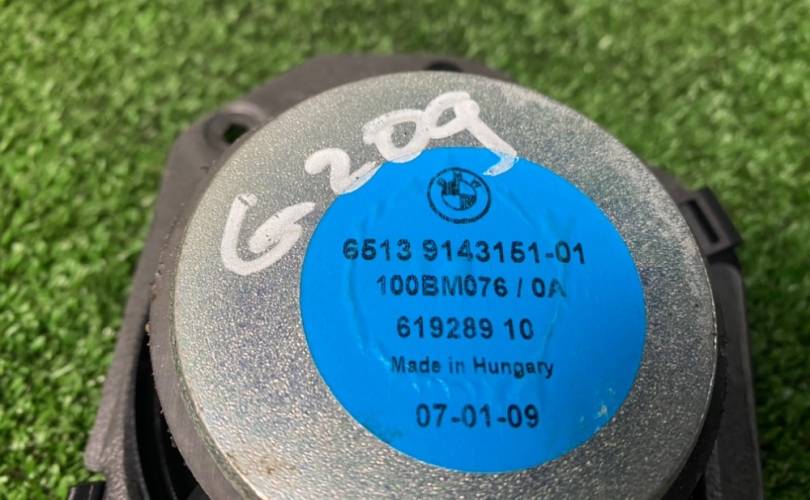 G209
6513 9143151-01
100BM076 / 0A
619289 10
Made in Hungary
07-01-09